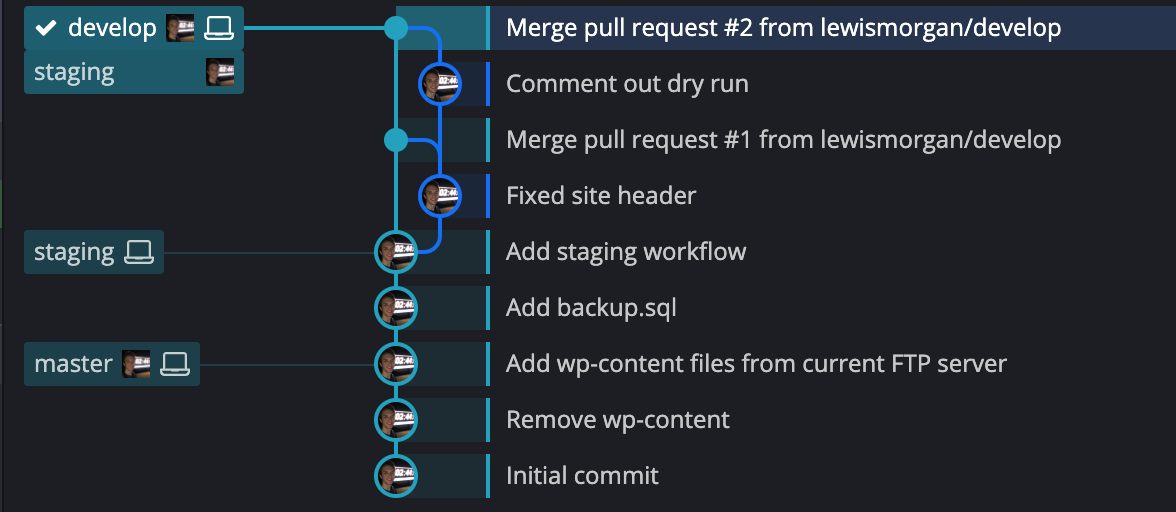 develop Merge pull request #2 from lewismorgan/develop
staging
Comment out dry run
Merge pull request #1 from lewismorgan/develop
Fixed site header
staging Add staging workflow
Add backup.sql
master Add wp-content files from current FTP server
Remove wp-content
Initial commit